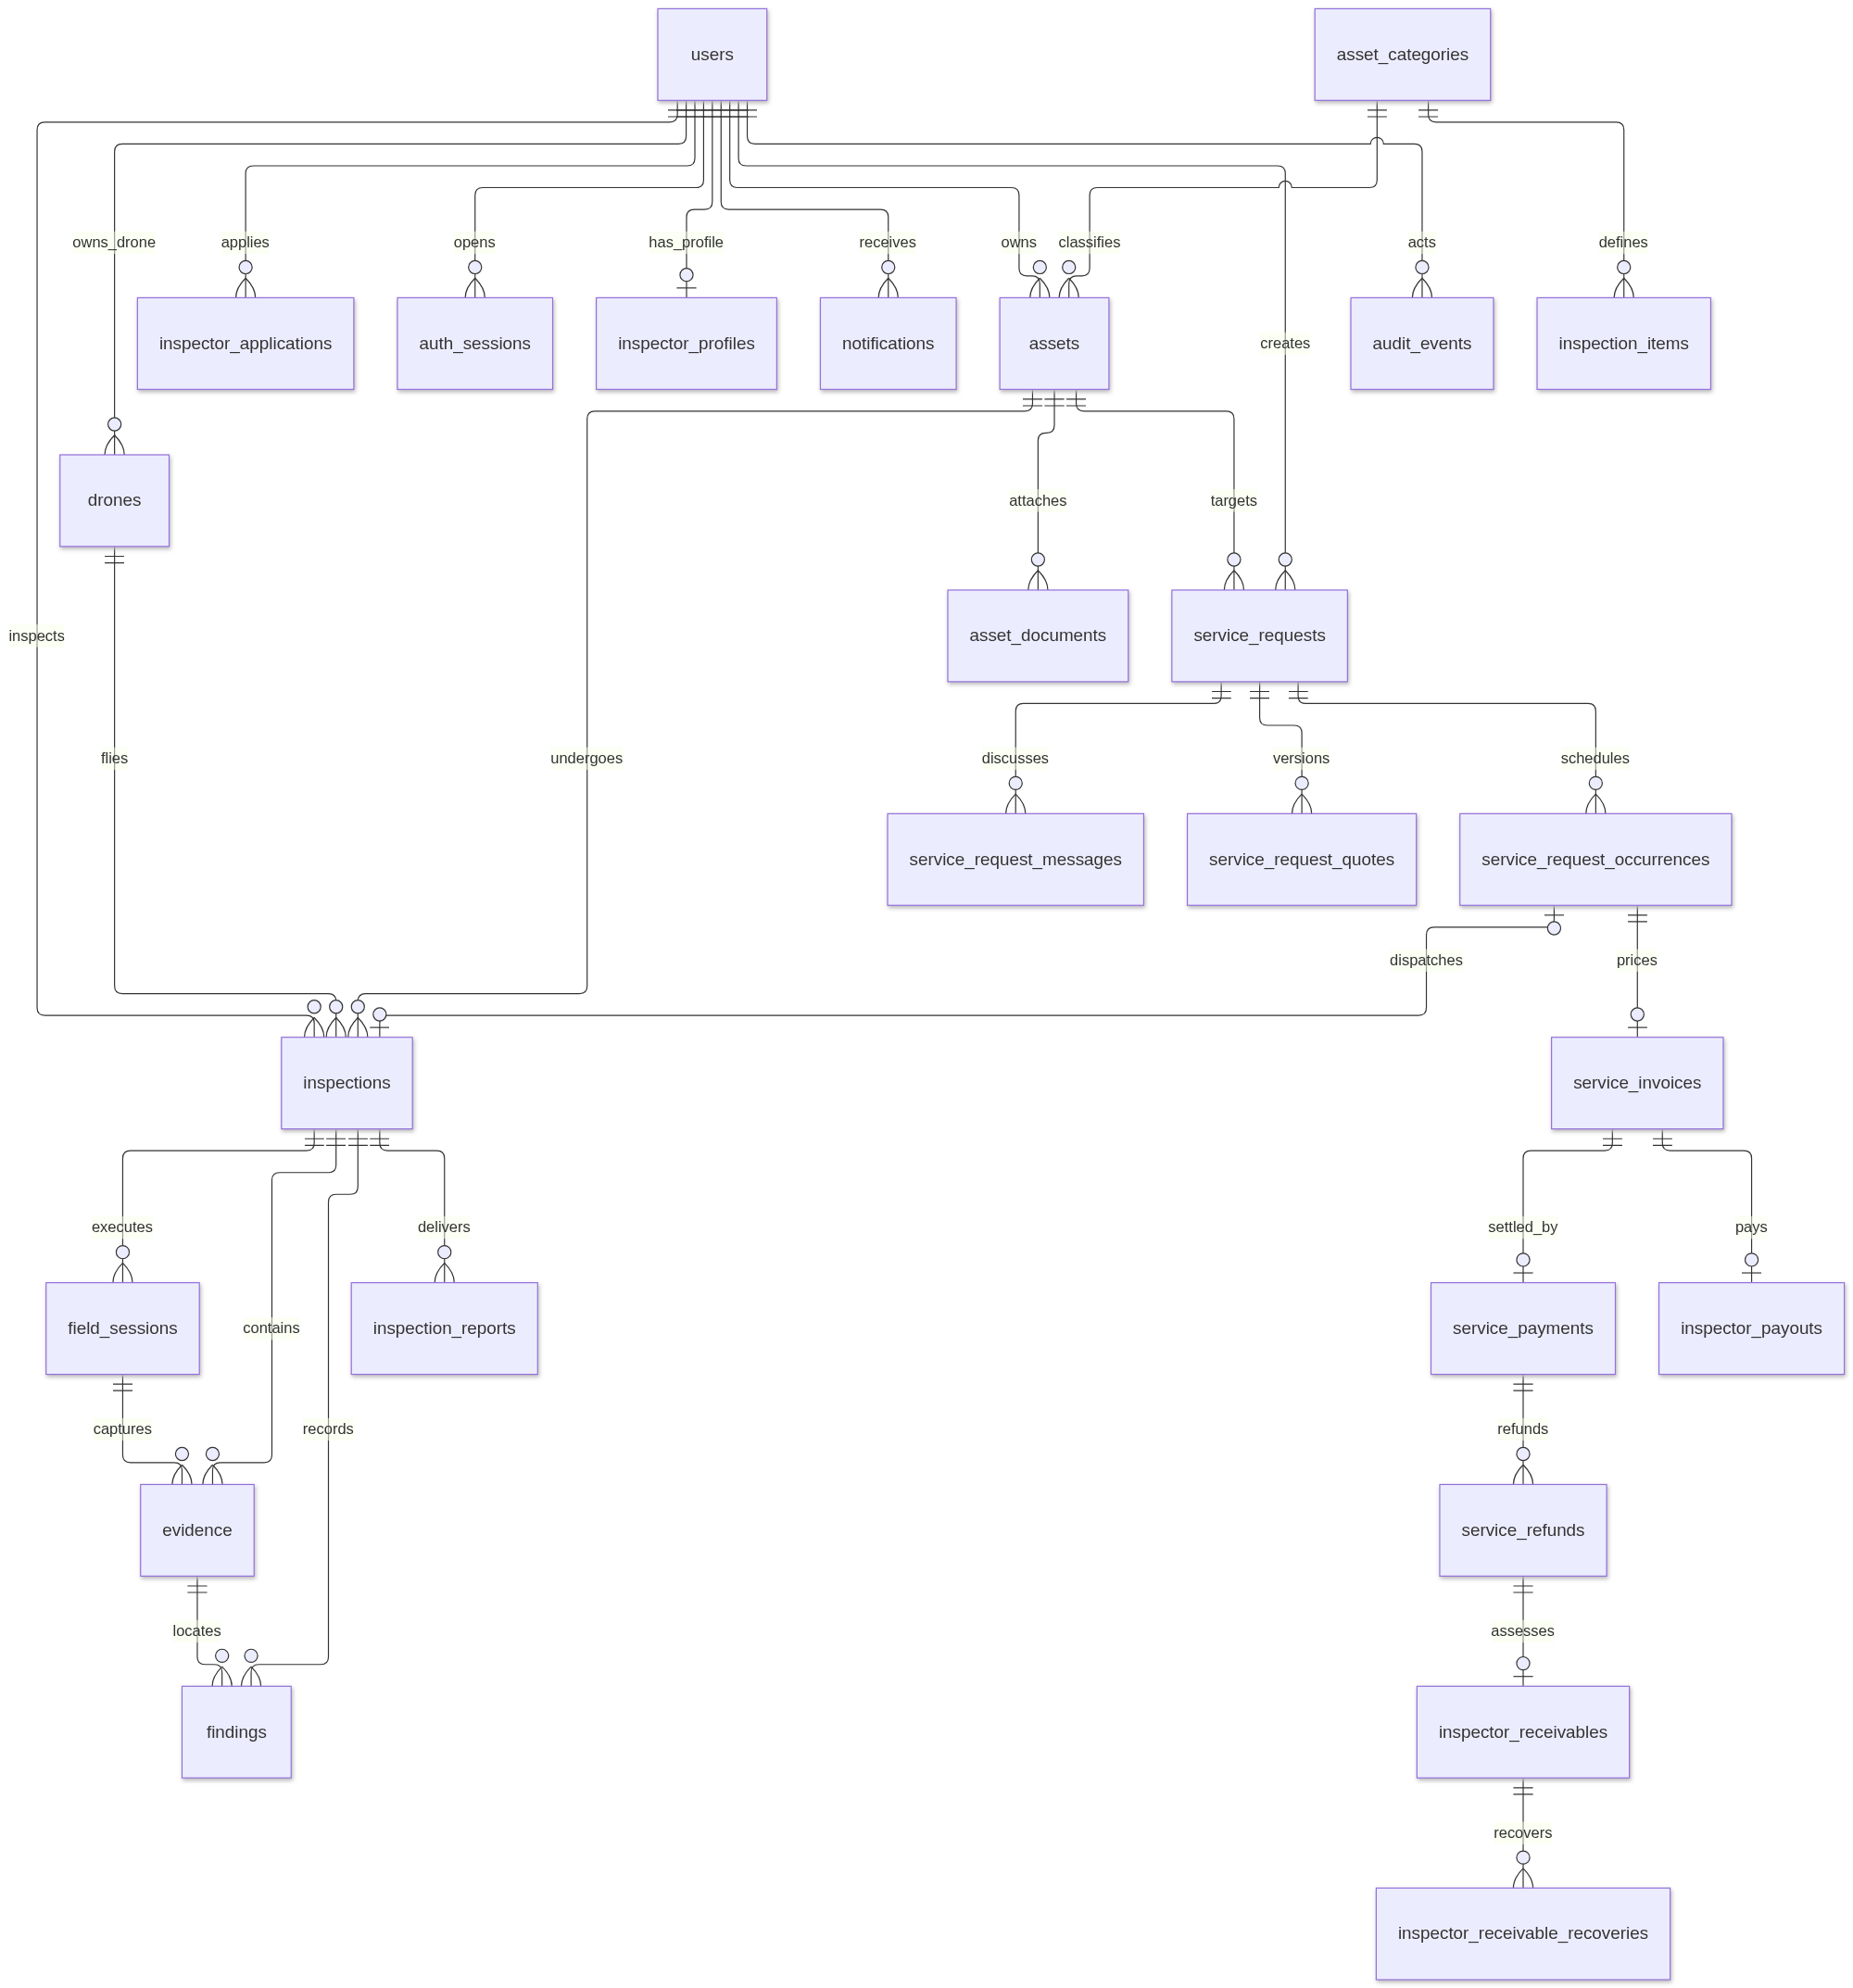 users
asset_categories
owns_drone
applies
opens
has_profile
receives
owns
classifies
acts
defines
inspector_applications
auth_sessions
inspector_profiles
notifications
assets
creates
audit_events
inspection_items
drones
attaches
targets
inspects
asset_documents
service_requests
flies
undergoes
discusses
versions
schedules
service_request_messages
service_request_quotes
service_request_occurrences
dispatches
prices
inspections
service_invoices
executes
delivers
settled_by
pays
field_sessions
contains
inspection_reports
service_payments
inspector_payouts
captures
records
refunds
evidence
service_refunds
locates
assesses
findings
inspector_receivables
recovers
inspector_receivable_recoveries